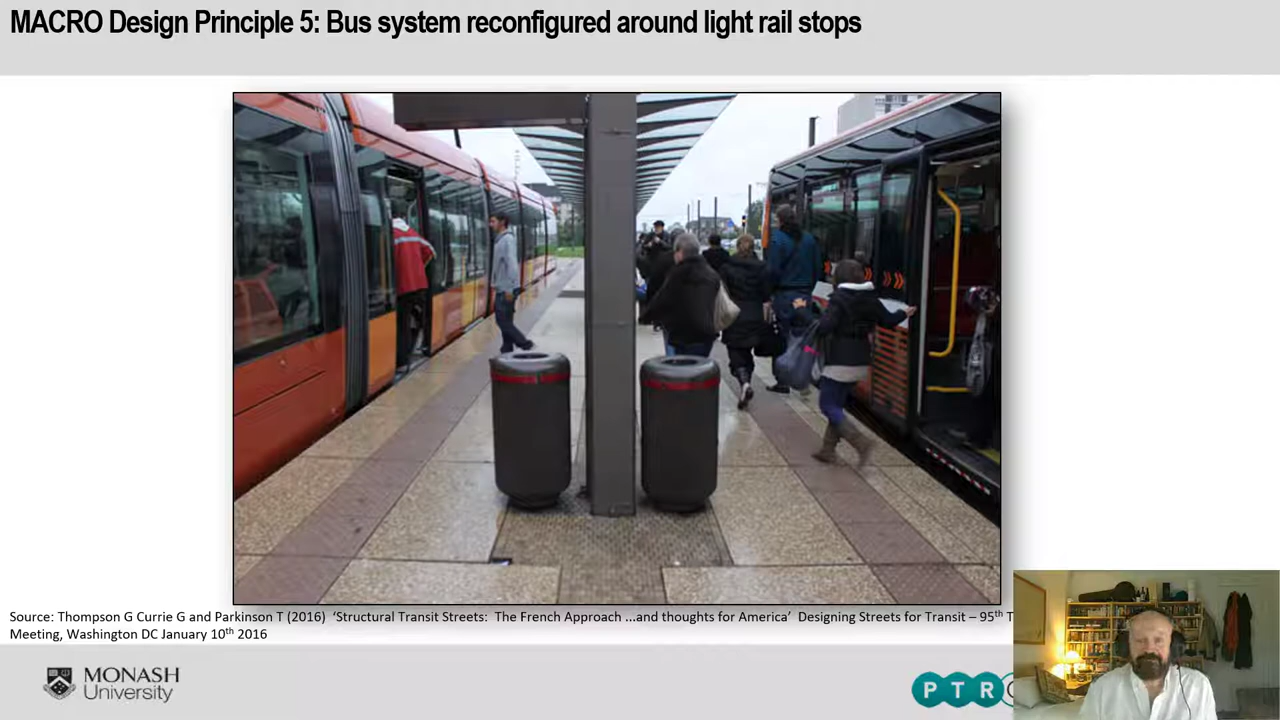 MACRO Design Principle 5: Bus system reconfigured around light rail stops
Source: Thompson G Currie G and Parkinson T (2016) ‘Structural Transit Streets: The French Approach ...and thoughts for America’ Designing Streets for Transit – 95th T
Meeting, Washington DC January 10th 2016
MONASH
University
PTR